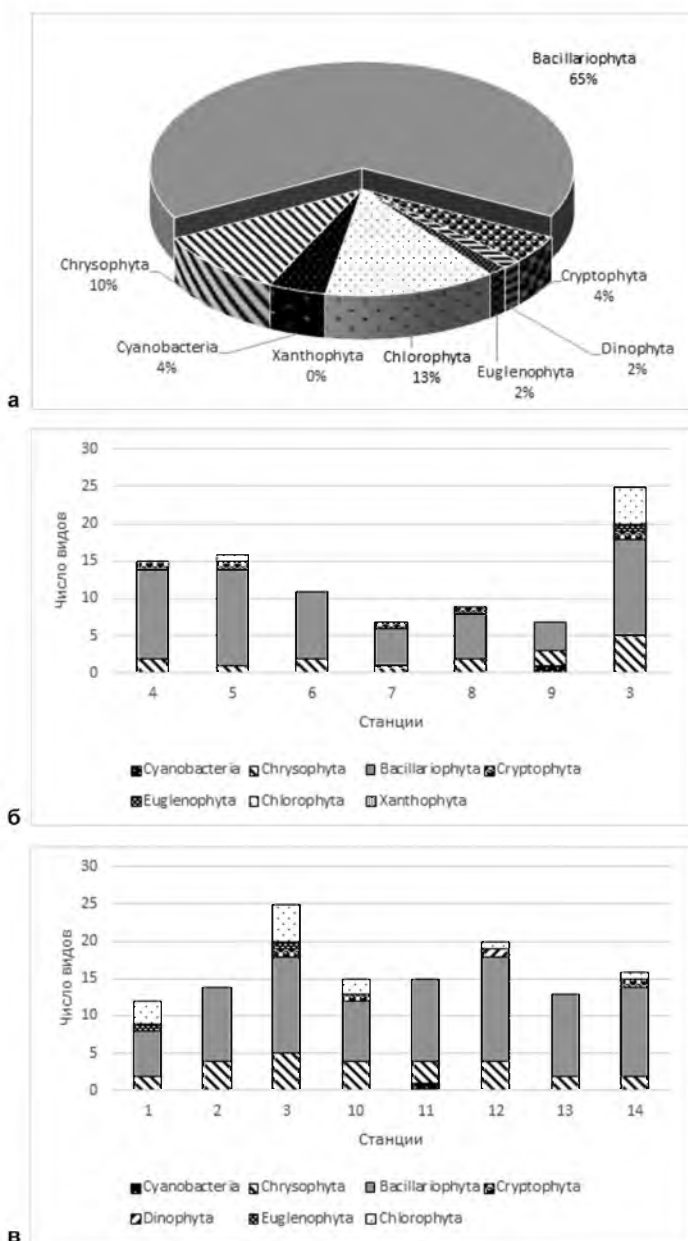 Bacillariophyta
65%
Chrysophyta
10%
Cyanobacteria
4%
Xanthophyta
0%
Chlorophyta
13%
Euglenophyta
2%
Dinophyta
2%
Cryptophyta
4%
а
30
25
20
15
10
5
0
Число видов
4 5 6 7 8 9 3
Станции
Cyanobacteria Chrysophyta Bacillariophyta Cryptophyta
Euglenophyta Chlorophyta Xanthophyta
б
30
25
20
15
10
5
0
Число видов
1 2 3 10 11 12 13 14
Станции
Cyanobacteria Chrysophyta Bacillariophyta Cryptophyta
Dinophyta Euglenophyta Chlorophyta
в